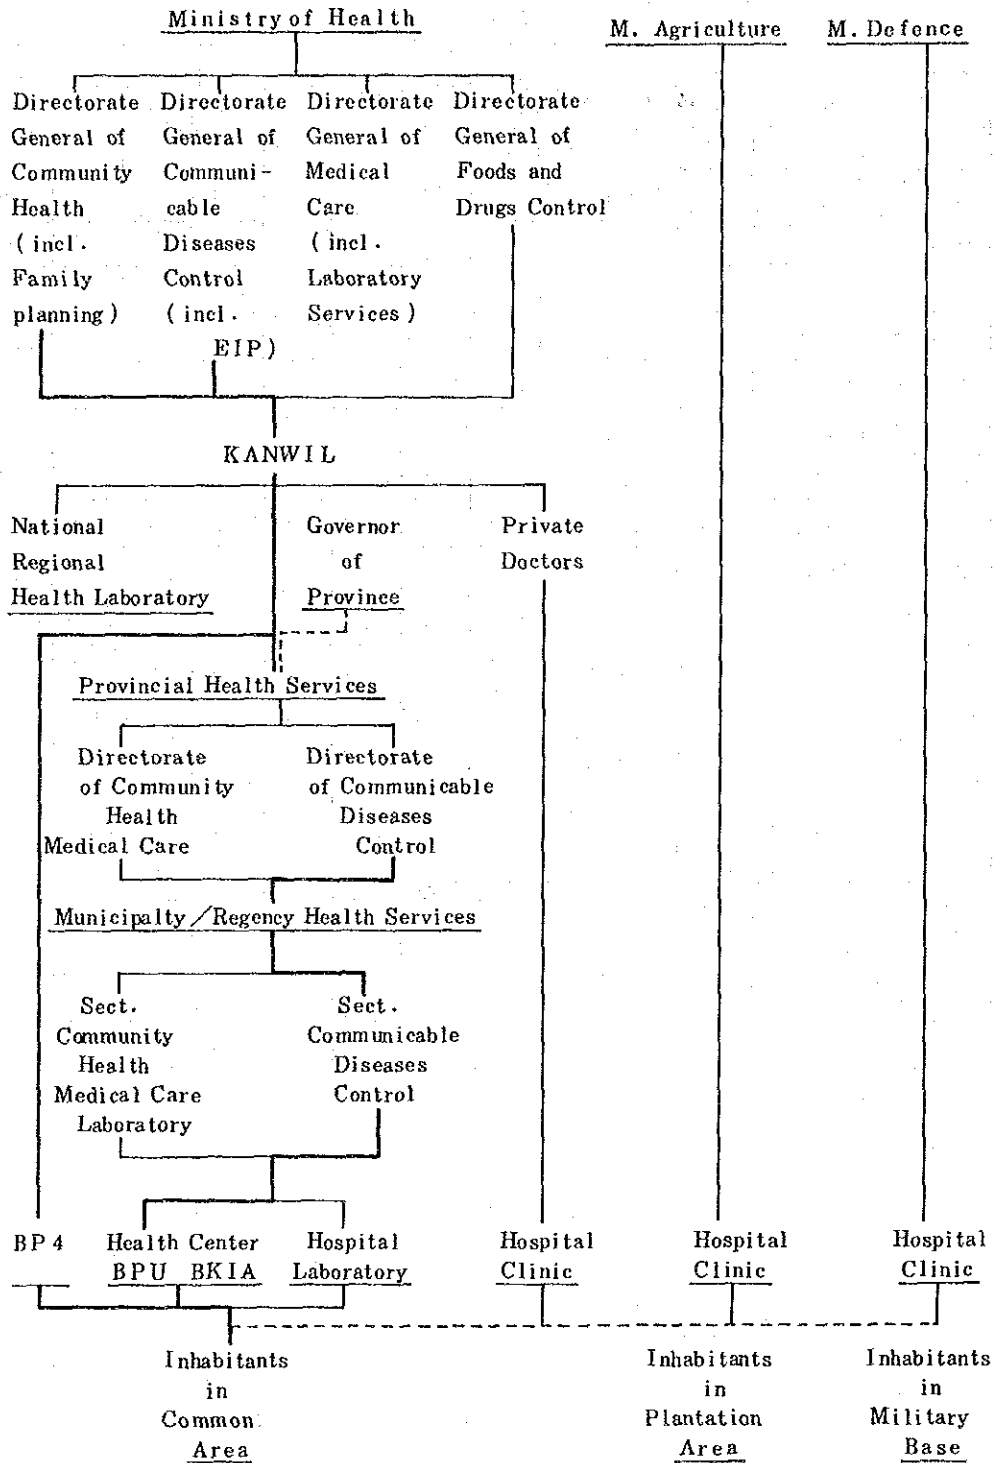 Ministry of Health
M. Agriculture
M. Defence
Directorate
General of
Community
Health
(incl.
Family
planning)
Directorate
General of
Communi-
cable
Diseases
Control
(incl.
EIP)
Directorate
General of
Medical
Care
(incl.
Laboratory
Services)
Directorate
General of
Foods and
Drugs Control
KANWIL
National
Regional
Health Laboratory
Governor
of
Province
Private
Doctors
Provincial Health Services
Directorate
of Community
Health
Medical Care
Directorate
of Communicable
Diseases
Control
Municipalty/Regency Health Services
Sect.
Community
Health
Medical Care
Laboratory
Sect.
Communicable
Diseases
Control
BP4
Health Center
BPU BKIA
Hospital
Laboratory
Hospital
Clinic
Hospital
Clinic
Hospital
Clinic
Inhabitants
in
Common
Area
Inhabitants
in
Plantation
Area
Inhabitants
in
Military
Base